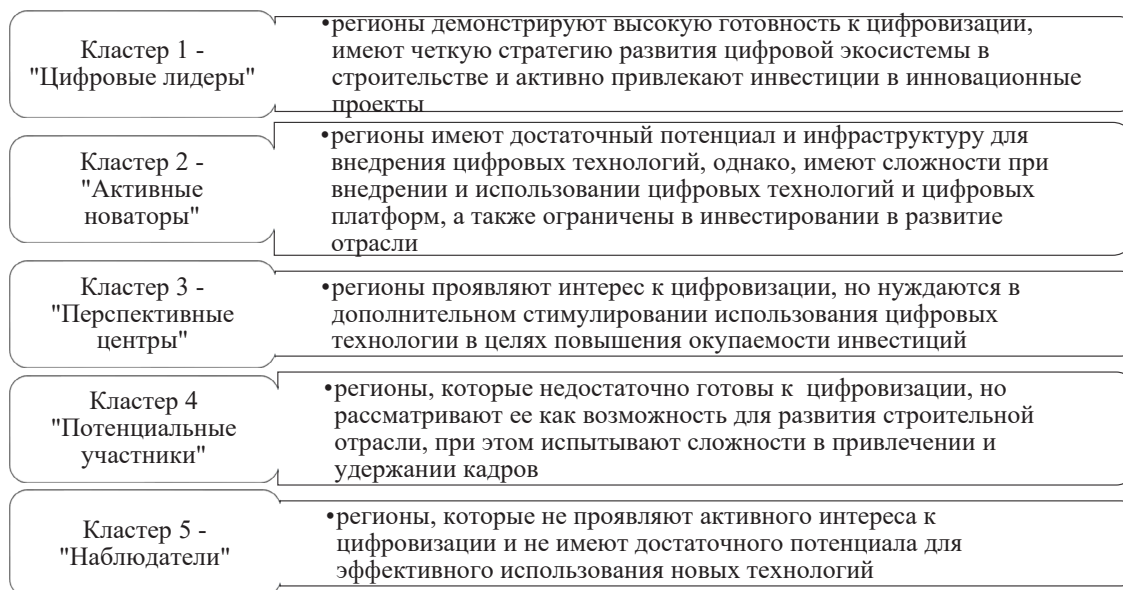 Кластер 1 -
"Цифровые лидеры"
•регионы демонстрируют высокую готовность к цифровизации,
имеют четкую стратегию развития цифровой экосистемы в
строительстве и активно привлекают инвестиции в инновационные
проекты
Кластер 2 -
"Активные
новаторы"
•регионы имеют достаточный потенциал и инфраструктуру для
внедрения цифровых технологий, однако, имеют сложности при
внедрении и использовании цифровых технологий и цифровых
платформ, а также ограничены в инвестировании в развитие
отрасли
Кластер 3 -
"Перспективные
центры"
•регионы проявляют интерес к цифровизации, но нуждаются в
дополнительном стимулировании использования цифровых
технологии в целях повышения окупаемости инвестиций
Кластер 4
"Потенциальные
участники"
•регионы, которые недостаточно готовы к  цифровизации, но
рассматривают ее как возможность для развития строительной
отрасли, при этом испытывают сложности в привлечении и
удержании кадров
Кластер 5 -
"Наблюдатели"
•регионы, которые не проявляют активного интереса к
цифровизации и не имеют достаточного потенциала для
эффективного использования новых технологий